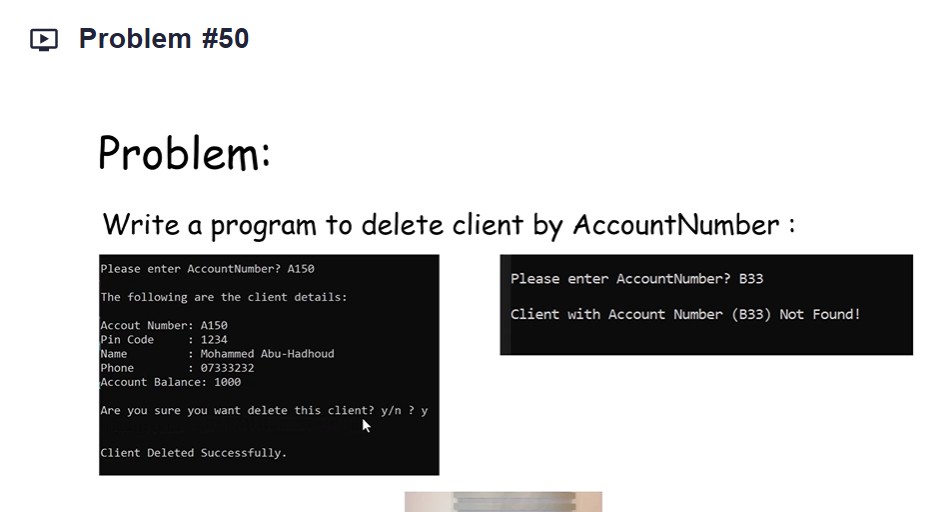 Problem #50
Problem:
Write a program to delete client by AccountNumber :
Please enter AccountNumber? A150
The following are the client details:
Accout Number: A150
Pin Code     : 1234
Name         : Mohammed Abu-Hadhoud
Phone        : 07333232
Account Balance: 1000
Are you sure you want delete this client? y/n ? y
Client Deleted Successfully.
Please enter AccountNumber? B33
Client with Account Number (B33) Not Found!